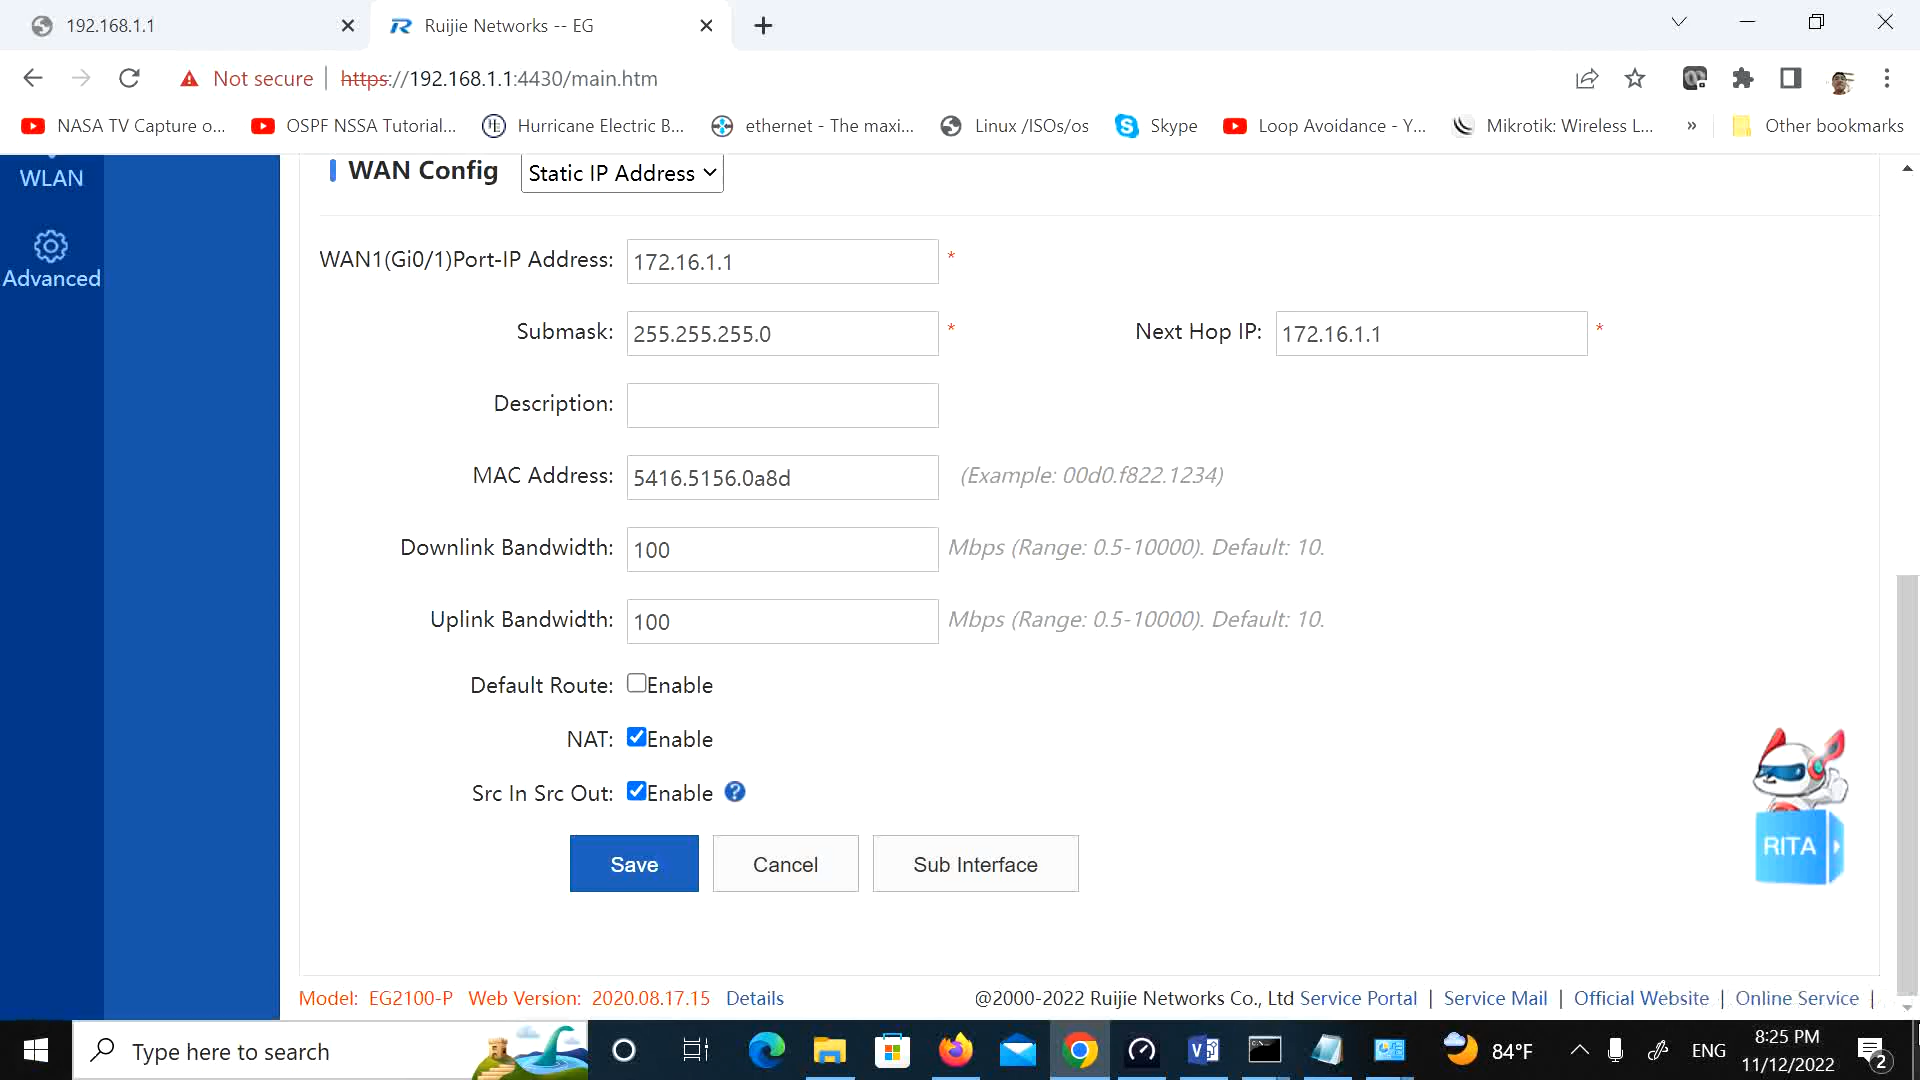 192.168.1.1
Ruijie Networks -- EG
Not secure
https://192.168.1.1:4430/main.htm
NASA TV Capture o...
OSPF NSSA Tutorial...
Hurricane Electric B...
ethernet - The maxi...
Linux /ISOs/os
Skype
Loop Avoidance - Y...
Mikrotik: Wireless L...
»
Other bookmarks
WLAN
Advanced
WAN Config
Static IP Address
WAN1(Gi0/1)Port-IP Address: 172.16.1.1 *
Submask: 255.255.255.0 * Next Hop IP: 172.16.1.1 *
Description:
MAC Address: 5416.5156.0a8d (Example: 00d0.f822.1234)
Downlink Bandwidth: 100 Mbps (Range: 0.5-10000). Default: 10.
Uplink Bandwidth: 100 Mbps (Range: 0.5-10000). Default: 10.
Default Route: Enable
NAT: Enable
Src In Src Out: Enable ?
Save
Cancel
Sub Interface
RITA
Model: EG2100-P Web Version: 2020.08.17.15 Details
@2000-2022 Ruijie Networks Co., Ltd Service Portal | Service Mail | Official Website | Online Service |
Type here to search
84°F
ENG
8:25 PM
11/12/2022
2